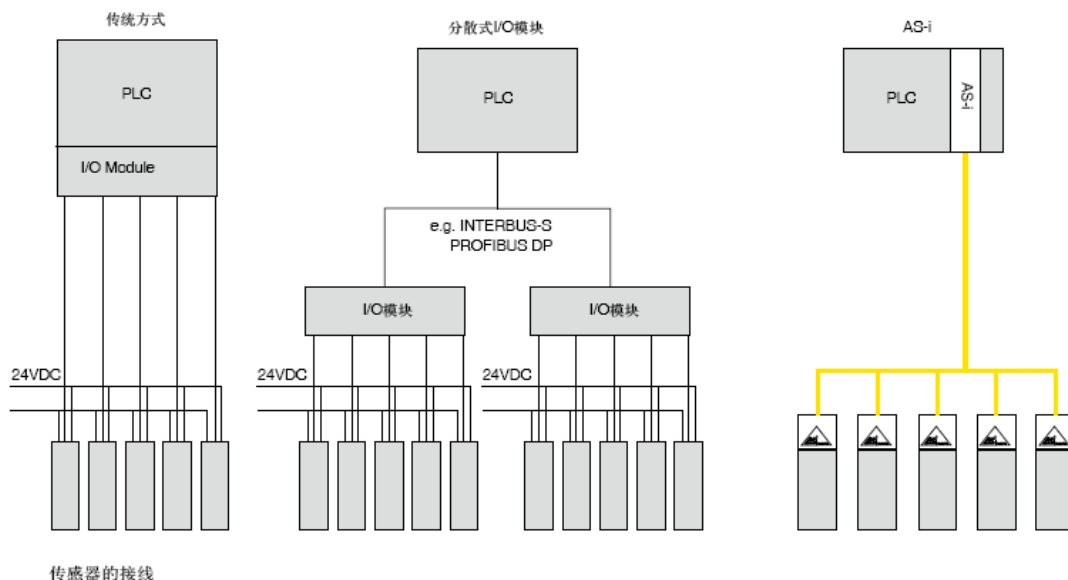 传统方式
分散式I/O模块
AS-i
PLC
I/O Module
PLC
PLC
AS-i
e.g. INTERBUS-S
PROFIBUS DP
I/O模块
I/O模块
24VDC
24VDC
24VDC
传感器的接线